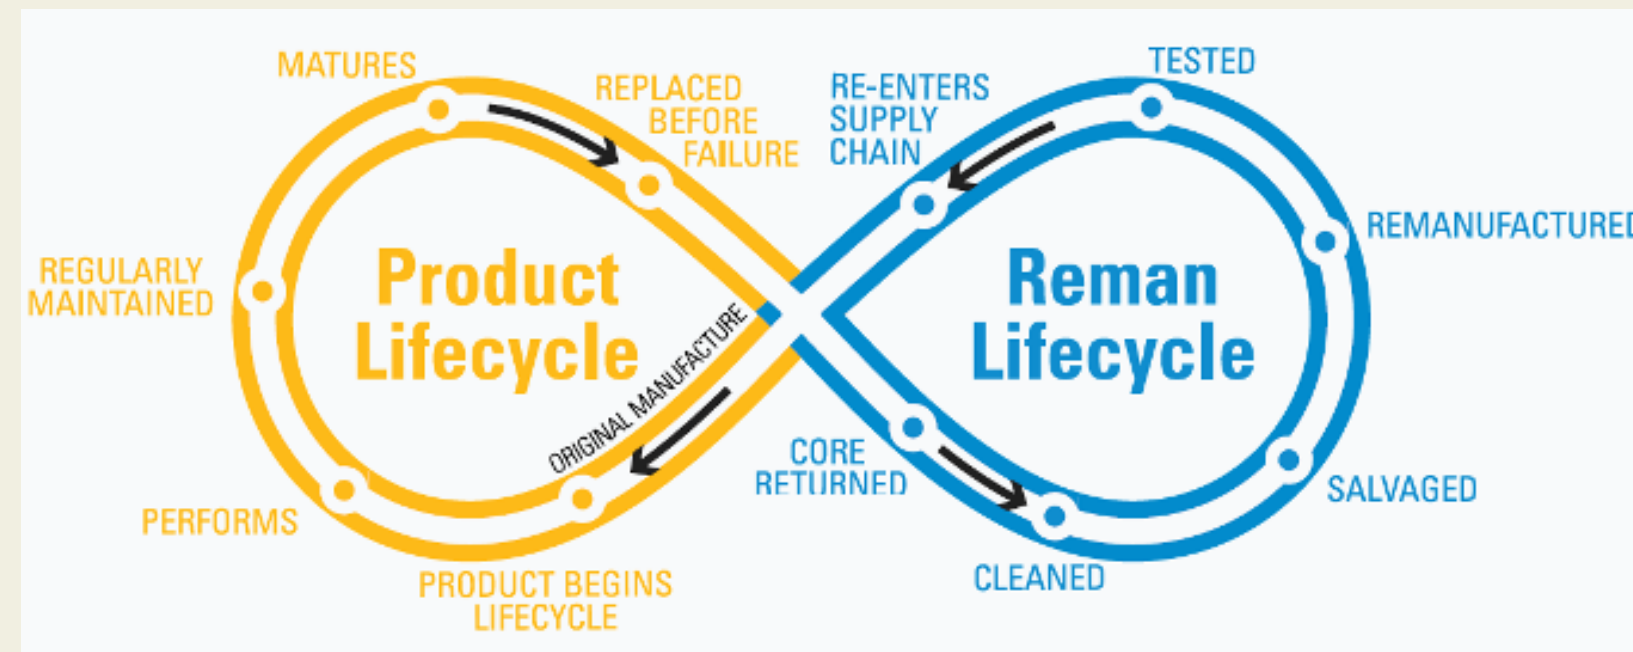 MATURES
REPLACED
BEFORE
FAILURE
RE-ENTERS
SUPPLY
CHAIN
TESTED
REGULARLY
MAINTAINED
Product
Lifecycle
ORIGINAL MANUFACTURE
Reman
Lifecycle
REMANUFACTURED
PERFORMS
PRODUCT BEGINS
LIFECYCLE
CORE
RETURNED
CLEANED
SALVAGED